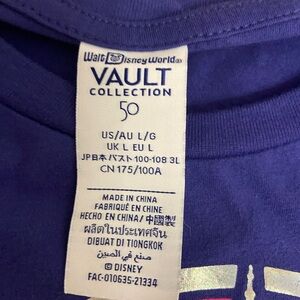 Walt Disney World®
VAULT
COLLECTION
50
US/AU L/G
UK L EU L
JP日本バスト100-108 3L
CN 175/100A
MADE IN CHINA
FABRIQUÉ EN CHINE
HECHO EN CHINA/中國製
ผลิตในประเทศจีน
DIBUAT DI TIONGKOK
صنع في الصين
© DISNEY
FAC-010635-21334